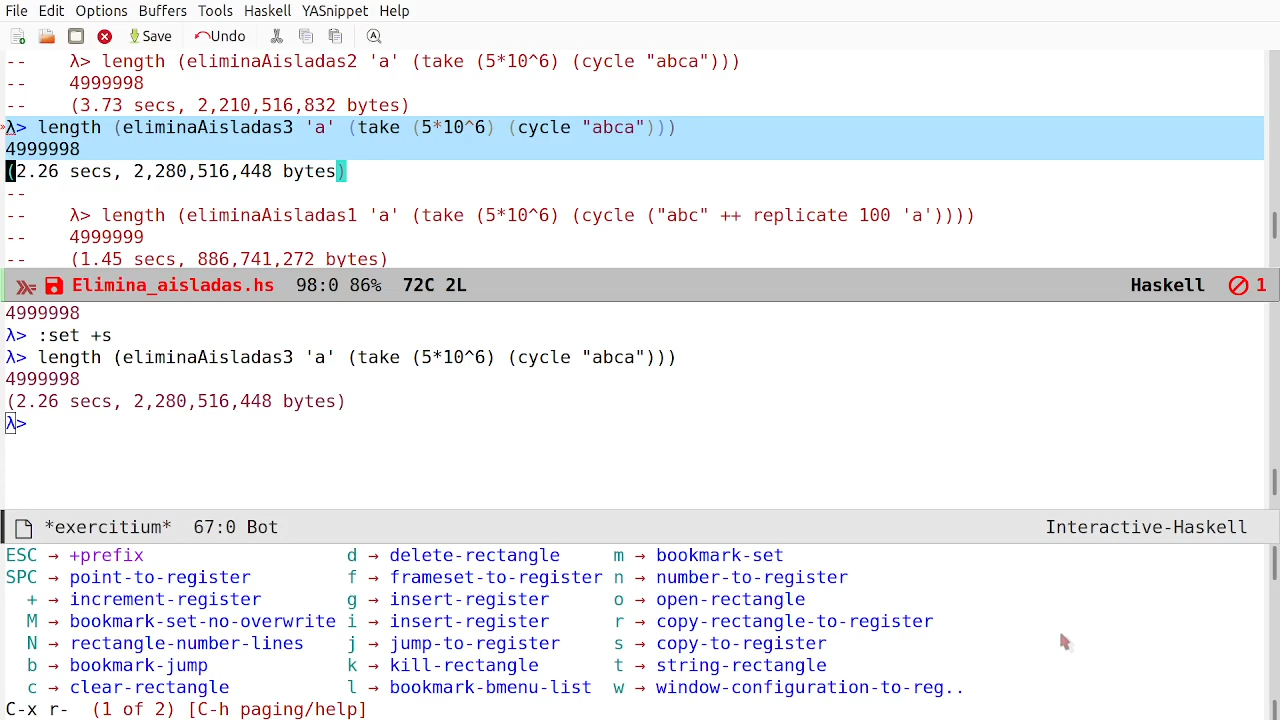 File Edit Options Buffers Tools Haskell YASnippet Help
Save Undo
-- λ> length (eliminaAisladas2 'a' (take (5*10^6) (cycle "abca")))
-- 4999998
-- (3.73 secs, 2,210,516,832 bytes)
λ> length (eliminaAisladas3 'a' (take (5*10^6) (cycle "abca")))
4999998
(2.26 secs, 2,280,516,448 bytes)
--
-- λ> length (eliminaAisladas1 'a' (take (5*10^6) (cycle ("abc" ++ replicate 100 'a'))))
-- 4999999
-- (1.45 secs, 886,741,272 bytes)
Elimina_aisladas.hs 98:0 86% 72C 2L Haskell 1
4999998
λ> :set +s
λ> length (eliminaAisladas3 'a' (take (5*10^6) (cycle "abca")))
4999998
(2.26 secs, 2,280,516,448 bytes)
λ>
*exercitium* 67:0 Bot Interactive-Haskell
ESC → +prefix d → delete-rectangle m → bookmark-set
SPC → point-to-register f → frameset-to-register n → number-to-register
+ → increment-register g → insert-register o → open-rectangle
M → bookmark-set-no-overwrite i → insert-register r → copy-rectangle-to-register
N → rectangle-number-lines j → jump-to-register s → copy-to-register
b → bookmark-jump k → kill-rectangle t → string-rectangle
c → clear-rectangle l → bookmark-bmenu-list w → window-configuration-to-reg..
C-x r- (1 of 2) [C-h paging/help]